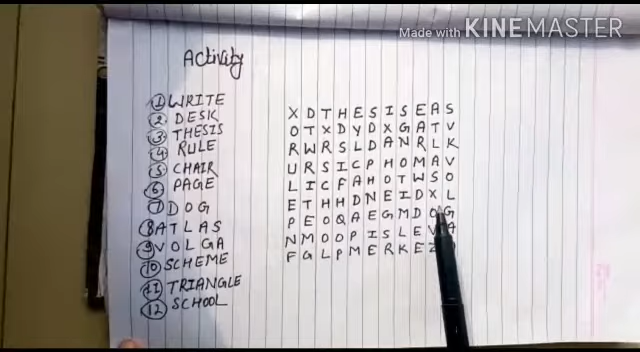 Made with KINEMASTER
Activity
1 WRITE
2 DESK
3 THESIS
4 RULE
5 CHAIR
6 PAGE
7 DOG
8 ATLAS
9 VOLGA
10 SCHEME
11 TRIANGLE
12 SCHOOL
X D T H E S I S E A S
O T X D Y D X G A T V
R W R S L D A N R L K
U R S I C P H O M A V
L I C F A H O T W S O
E T H H D N E I D X L
P E O Q A E G M D O G
N M O O P I S L E V A
F G L P M E R K E Z